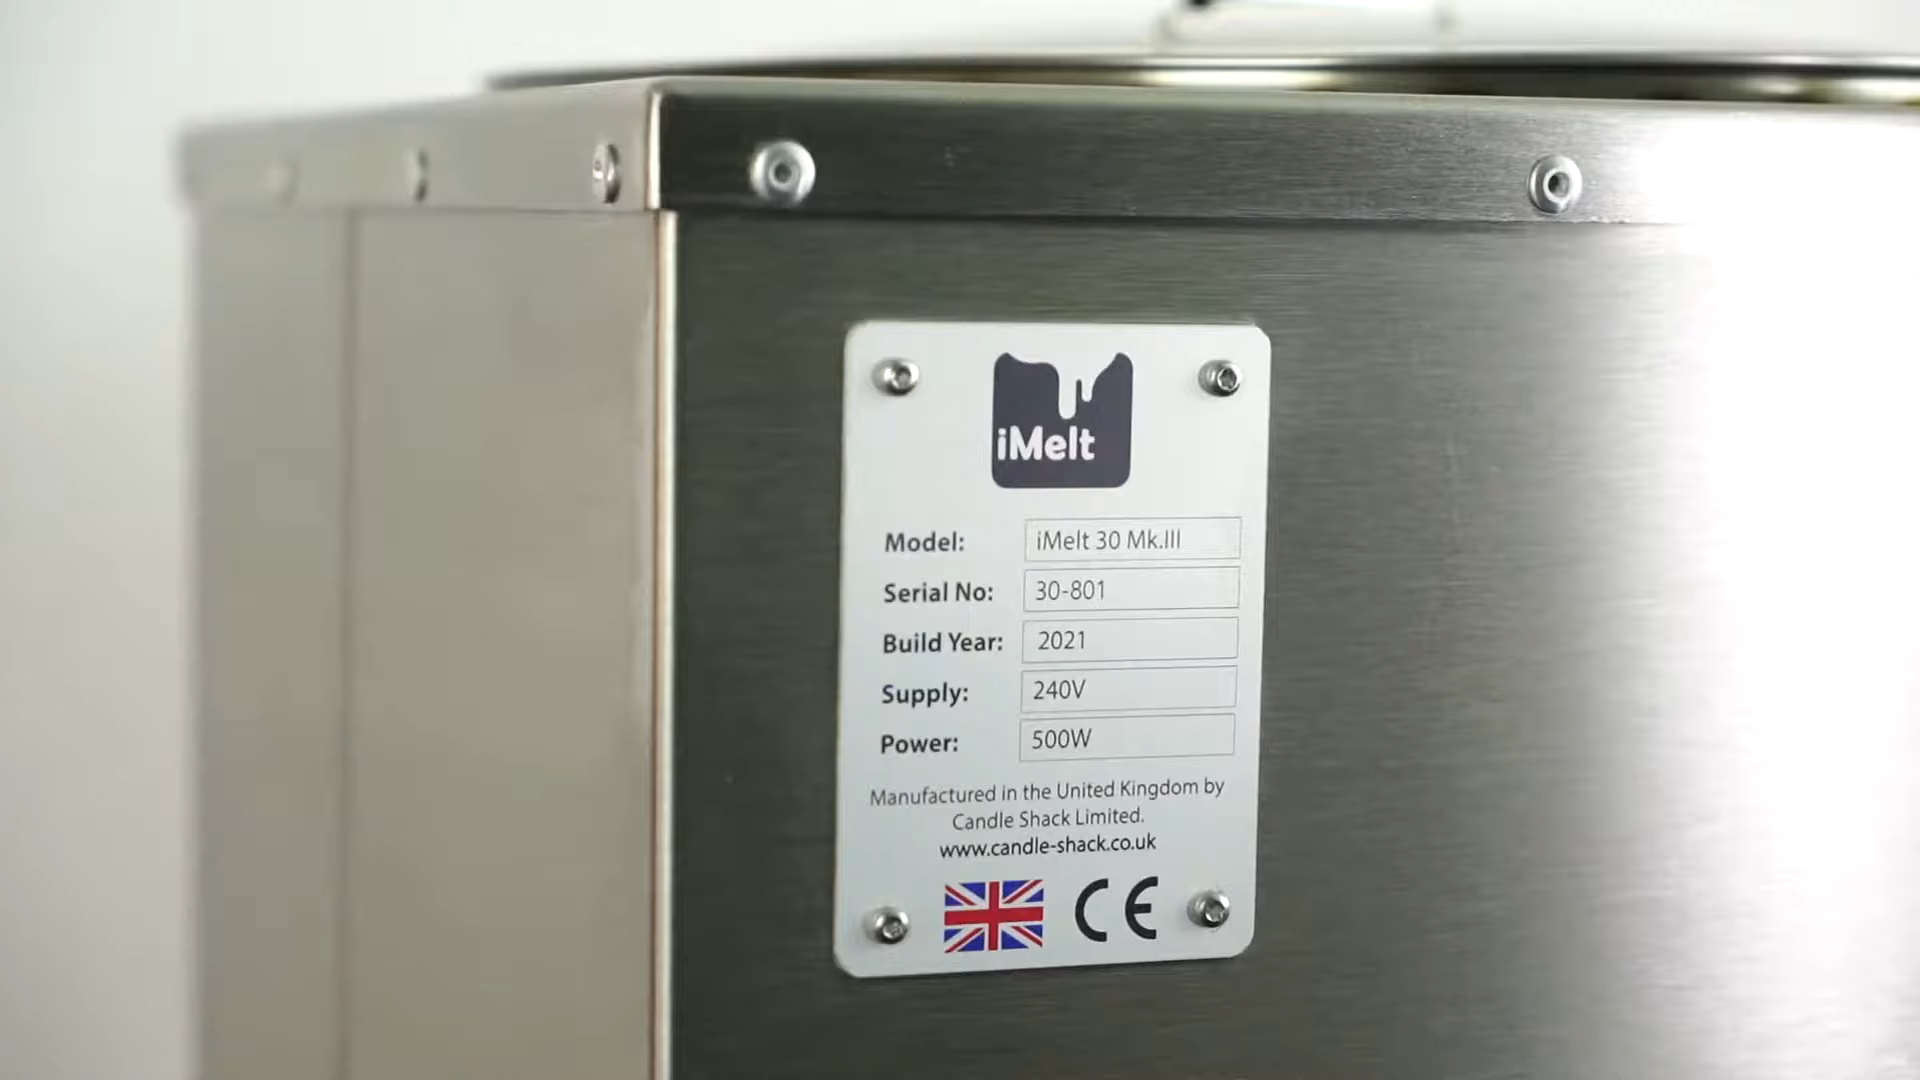 iMelt
Model: iMelt 30 Mk.III
Serial No: 30-801
Build Year: 2021
Supply: 240V
Power: 500W
Manufactured in the United Kingdom by
Candle Shack Limited.
www.candle-shack.co.uk
CE